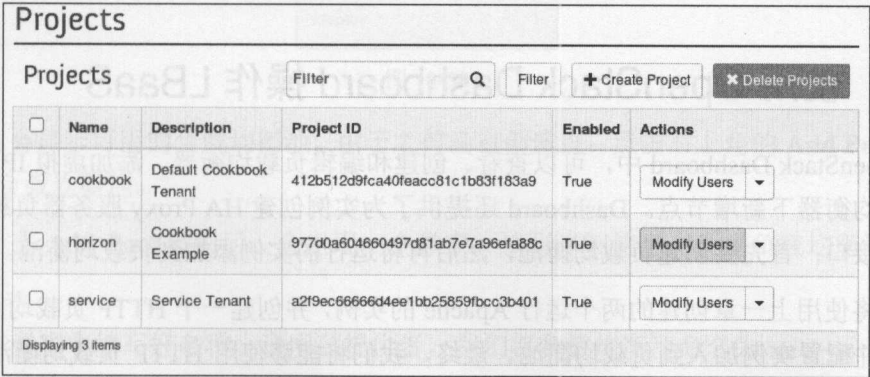 Projects
Projects
Filter
Filter
+ Create Project
✖ Delete Projects
Name Description Project ID Enabled Actions
cookbook Default Cookbook Tenant 412b512d9fca40feacc81c1b83f183a9 True Modify Users
horizon Cookbook Example 977d0a604660497d81ab7e7a96efa88c True Modify Users
service Service Tenant a2f9ec66666d4ee1bb25859fbcc3b401 True Modify Users
Displaying 3 items